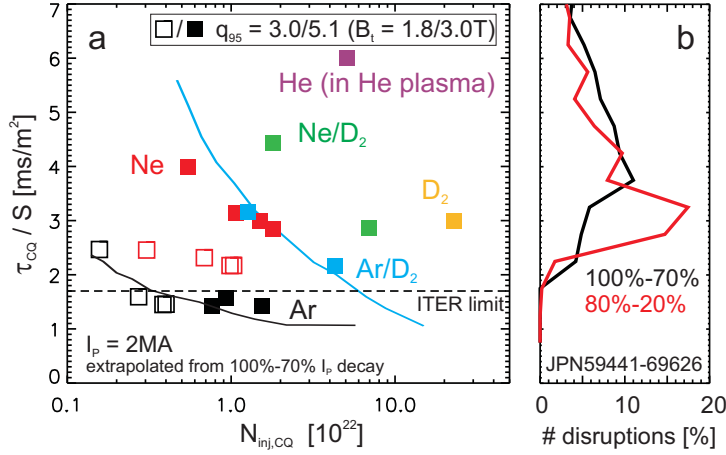 a
□/■ q95 = 3.0/5.1 (Bt = 1.8/3.0T)
b
7
6
5
4
3
2
1
0
τCQ / S [ms/m²]
He (in He plasma)
Ne/D2
Ne
D2
Ar/D2
Ar
ITER limit
IP = 2MA
extrapolated from 100%-70% IP decay
0.1
1.0
10.0
Ninj,CQ [10²²]
100%-70%
80%-20%
JPN59441-69626
0
10
20
# disruptions [%]